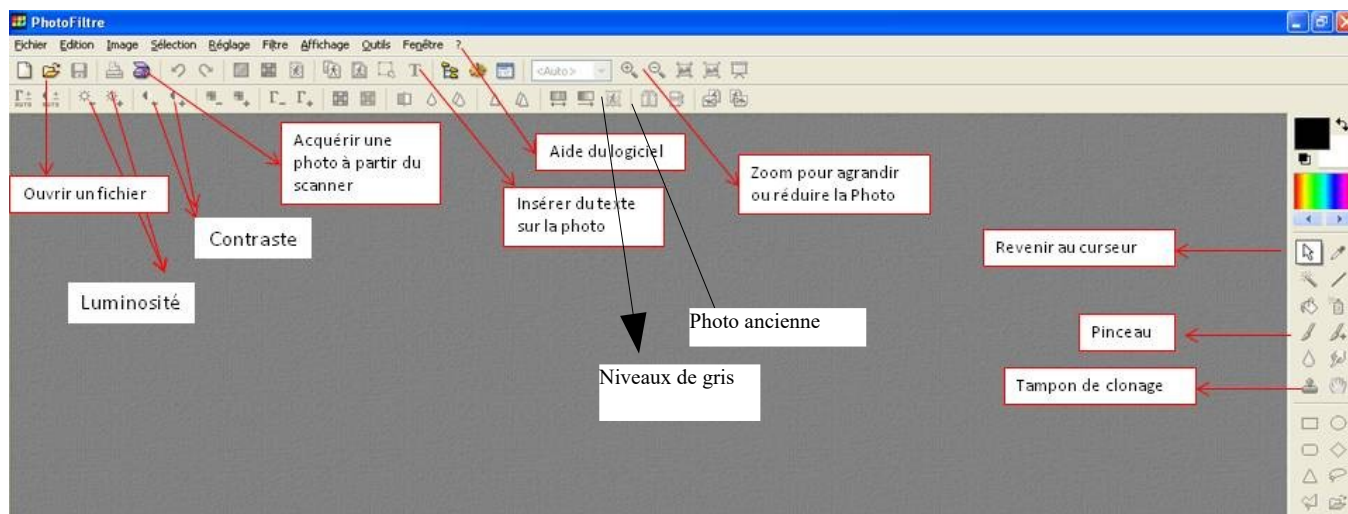 PhotoFiltre
Fichier Edition Image Sélection Réglage Filtre Affichage Outils Fenêtre ?
T <Auto>
AUTO AUTO
Acquérir une
photo à partir du
scanner
Aide du logiciel
Zoom pour agrandir
ou réduire la Photo
Ouvrir un fichier
Insérer du texte
sur la photo
Contraste
Revenir au curseur
Luminosité
Photo ancienne
Pinceau
Niveaux de gris
Tampon de clonage